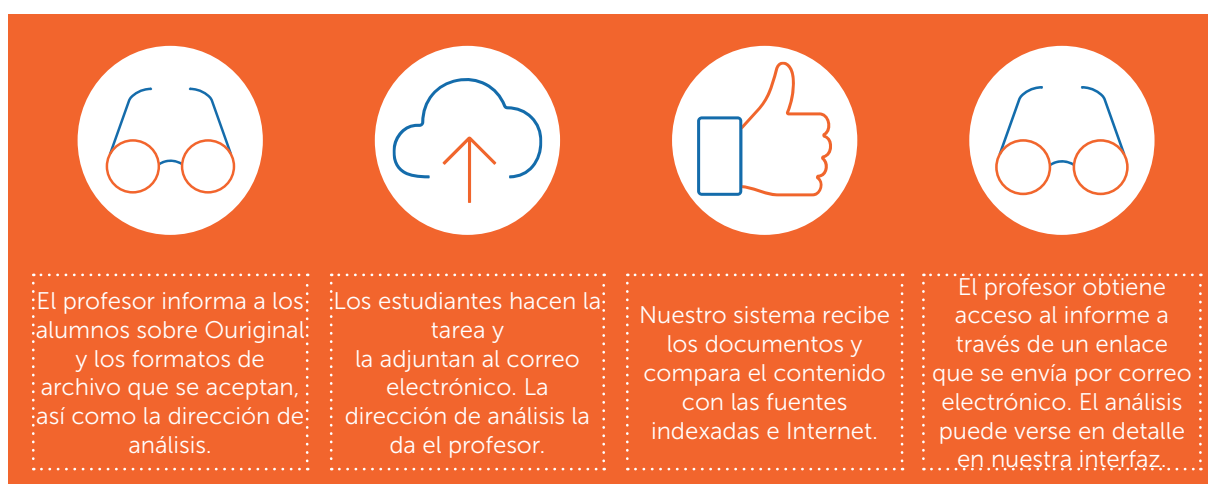 El profesor informa a los
alumnos sobre Ouriginal
y los formatos de
archivo que se aceptan,
así como la dirección de
análisis.
Los estudiantes hacen la
tarea y
la adjuntan al correo
electrónico. La
dirección de análisis la
da el profesor.
Nuestro sistema recibe
los documentos y
compara el contenido
con las fuentes
indexadas e Internet.
El profesor obtiene
acceso al informe a
través de un enlace
que se envía por correo
electrónico. El análisis
puede verse en detalle
en nuestra interfaz.